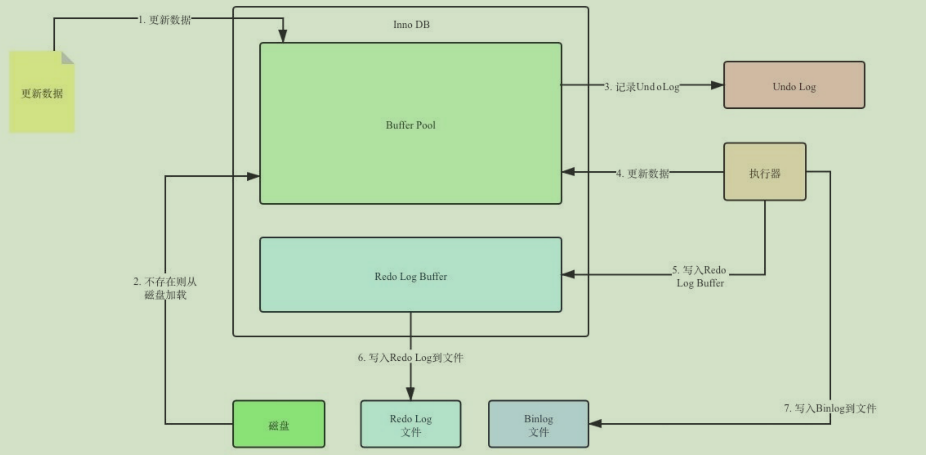 1. 更新数据
Inno DB
更新数据
Buffer Pool
3. 记录UndoLog
Undo Log
4. 更新数据
执行器
2. 不存在则从
磁盘加载
Redo Log Buffer
5. 写入Redo
Log Buffer
6. 写入Redo Log到文件
磁盘
Redo Log
文件
Binlog
文件
7. 写入Binlog到文件